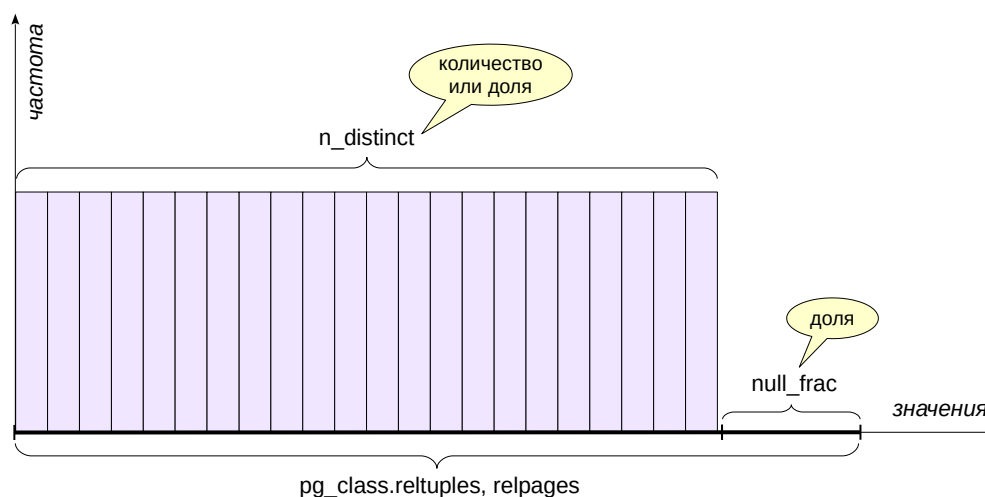 частота
количество
или доля
n_distinct
доля
null_frac
значения
pg_class.reltuples, relpages